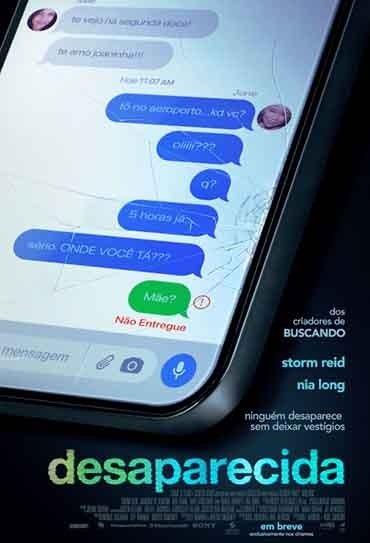 te vejo na segunda doce!
te amo joaninha!!!
Hoje 11:07 AM
June
tô no aeroporto...kd vc?
oiiii???
q?
5 horas já...
sério. ONDE VOCÊ TÁ???
Mãe?
Não Entregue
mensagem
dos
criadores de
BUSCANDO
storm reid
nia long
ninguém desaparece
sem deixar vestígios
desaparecida
SONY
em breve
exclusivamente nos cinemas